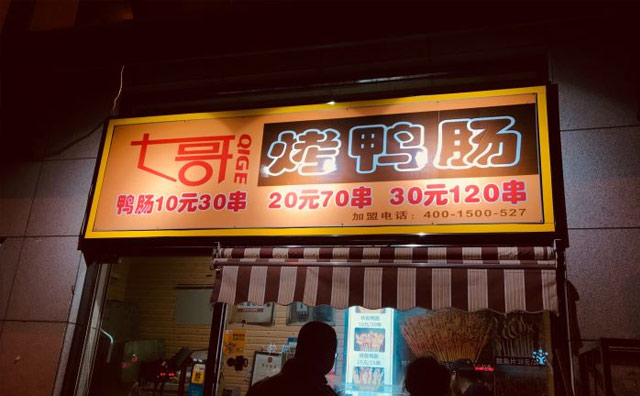 七哥 QIGE 烤鸭肠
鸭肠10元30串 20元70串 30元120串
加盟电话：400-1500-527